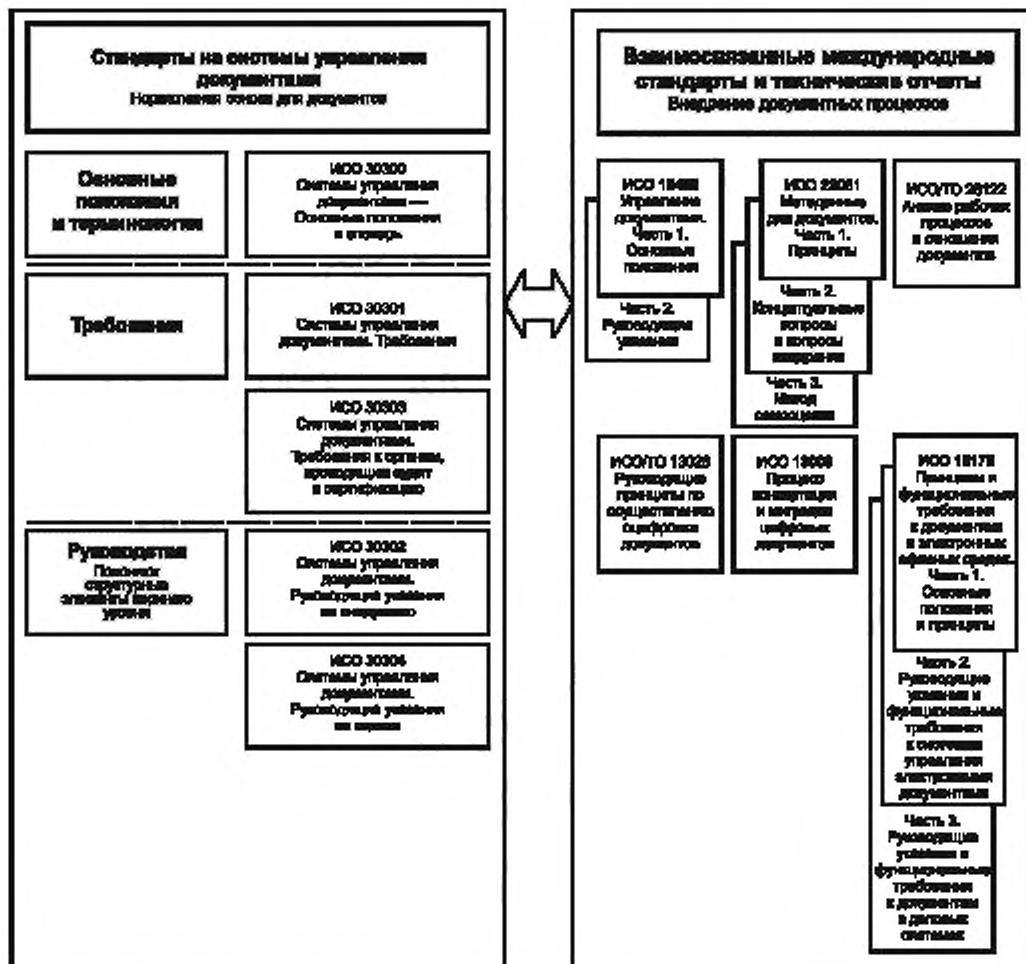 Стандарты на системы управления
документами
Нормативная основа для документов
Основные
положения
и терминология
ИСО 30300
Системы управления
документами —
Основные положения
и словарь
Требования
ИСО 30301
Системы управления
документами. Требования
ИСО 30303
Системы управления
документами.
Требования к органам,
проводящим аудит
и сертификацию
Руководства
структурные
элементы верхнего
уровня
ИСО 30302
Системы управления
документами.
Руководящие указания
по внедрению
ИСО 30304
Системы управления
документами.
Руководящие указания
по оценке
Взаимосвязанные международные
стандарты и технические отчеты
Внедрение документных процессов
ИСО 15489
Управление
документами.
Часть 1.
Основные
положения
Часть 2.
Руководящие
указания
ИСО 23081
Метаданные
для документов.
Часть 1.
Принципы
Часть 2.
Концептуальные
вопросы
и вопросы
внедрения
Часть 3.
Метод
самооценки
ИСО/ТО 26122
Анализ рабочих
процессов
в отношении
документов
ИСО/ТО 13028
Руководящие
принципы по
осуществлению
оцифровки
документов
ИСО 13008
Процесс
конвертации
и миграции
цифровых
документов
ИСО 16175
Принципы и
функциональные
требования
к документам
в электронных
офисных средах.
Часть 1.
Основные
положения
и принципы
Часть 2.
Руководящие
указания и
функциональные
требования
к системам
управления
электронными
документами
Часть 3.
Руководящие
указания и
функциональные
требования
к документам
в деловых
системах